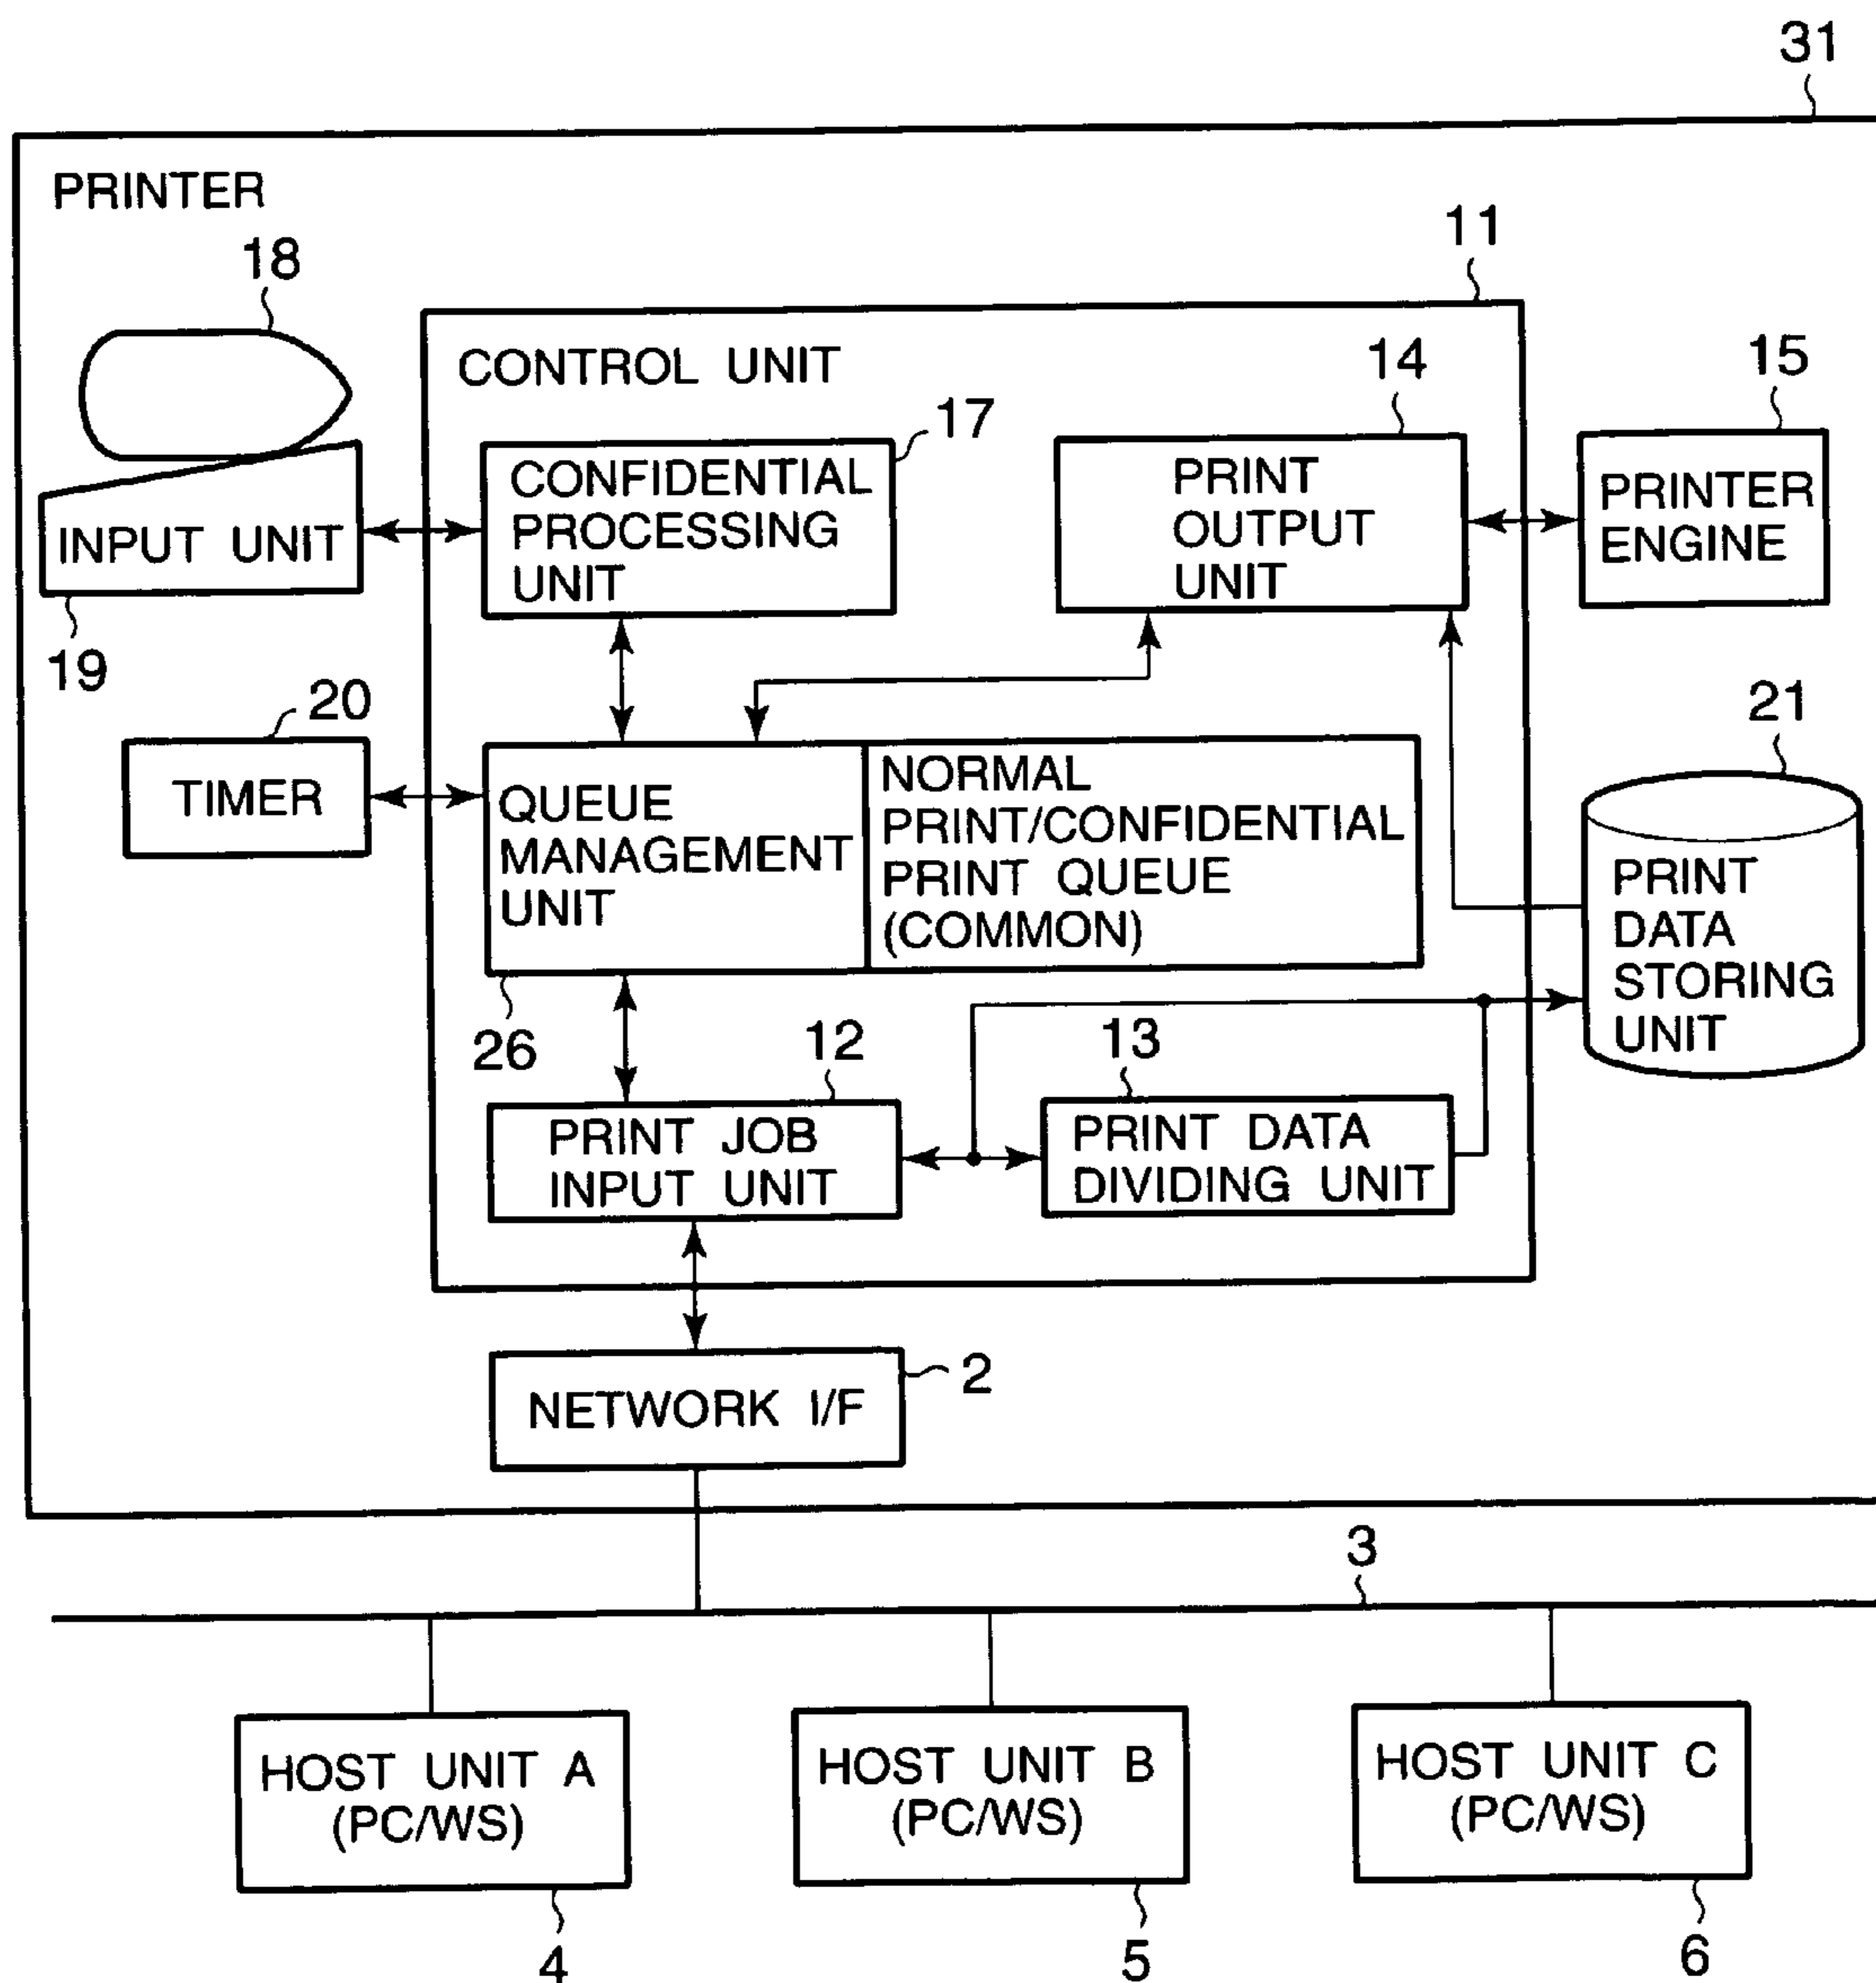 31
PRINTER
11
18
CONTROL UNIT
14
15
17
CONFIDENTIAL
PROCESSING
UNIT
PRINT
OUTPUT
UNIT
PRINTER
ENGINE
INPUT UNIT
19
20
21
TIMER
QUEUE
MANAGEMENT
UNIT
NORMAL
PRINT/CONFIDENTIAL
PRINT QUEUE
(COMMON)
PRINT
DATA
STORING
UNIT
26
12
13
PRINT JOB
INPUT UNIT
PRINT DATA
DIVIDING UNIT
2
NETWORK I/F
3
HOST UNIT A
(PC/WS)
HOST UNIT B
(PC/WS)
HOST UNIT C
(PC/WS)
4
5
6